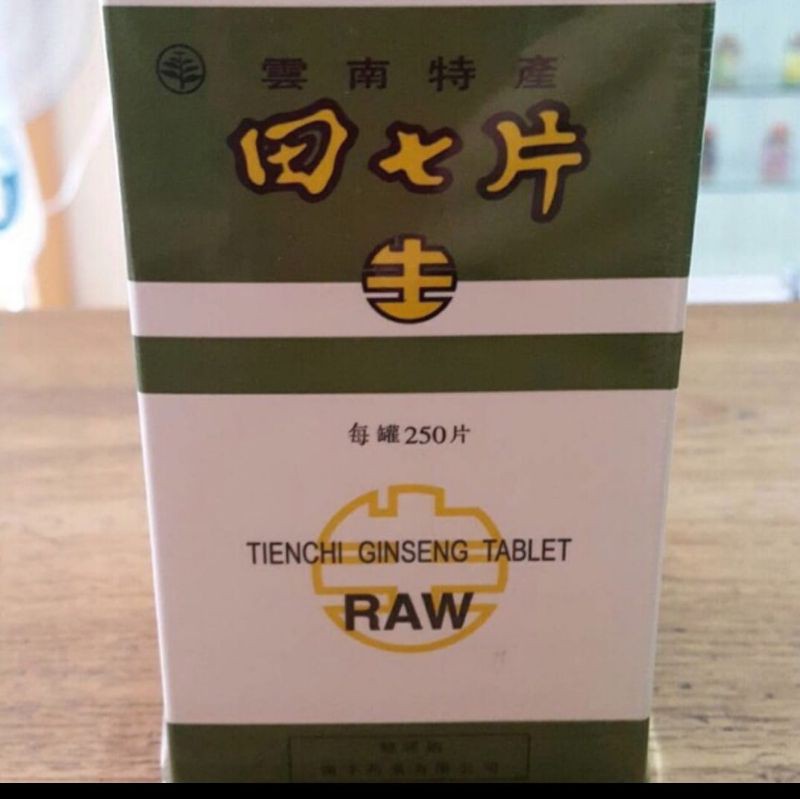 雲南特產
田七片
生
每罐250片
TIENCHI GINSENG TABLET
RAW